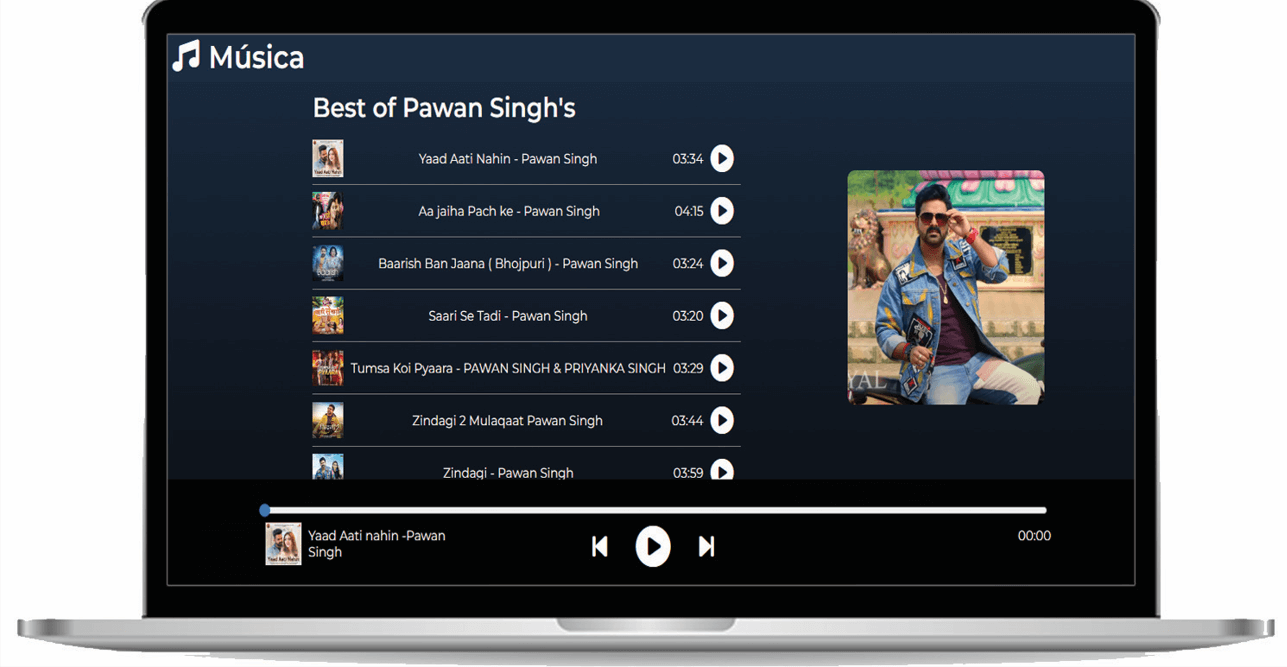 Música
Best of Pawan Singh's
Yaad Aati Nahin - Pawan Singh 03:34
Aa jaiha Pach ke - Pawan Singh 04:15
Baarish Ban Jaana ( Bhojpuri ) - Pawan Singh 03:24
Saari Se Tadi - Pawan Singh 03:20
Tumsa Koi Pyaara - PAWAN SINGH & PRIYANKA SINGH 03:29
Zindagi 2 Mulaqaat Pawan Singh 03:44
Zindagi - Pawan Singh 03:59
YAL
Yaad Aati nahin -Pawan
Singh
00:00